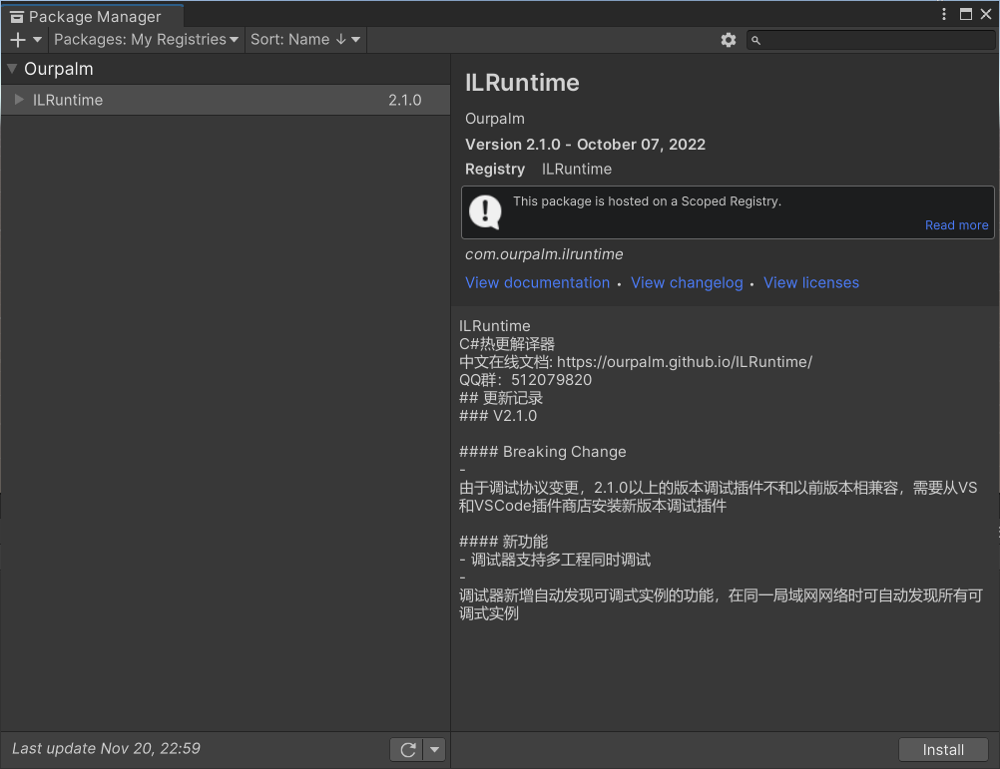 Package Manager
Packages: My Registries
Sort: Name ↓
Ourpalm
ILRuntime 2.1.0
ILRuntime
Ourpalm
Version 2.1.0 - October 07, 2022
Registry ILRuntime
This package is hosted on a Scoped Registry.
Read more
com.ourpalm.ilruntime
View documentation • View changelog • View licenses
ILRuntime
C#热更解译器
中文在线文档: https://ourpalm.github.io/ILRuntime/
QQ群：512079820
## 更新记录
### V2.1.0
#### Breaking Change
-
由于调试协议变更，2.1.0以上的版本调试插件不和以前版本相兼容，需要从VS
和VSCode插件商店安装新版本调试插件
#### 新功能
- 调试器支持多工程同时调试
-
调试器新增自动发现可调式实例的功能，在同一局域网网络时可自动发现所有可
调式实例
Last update Nov 20, 22:59
Install